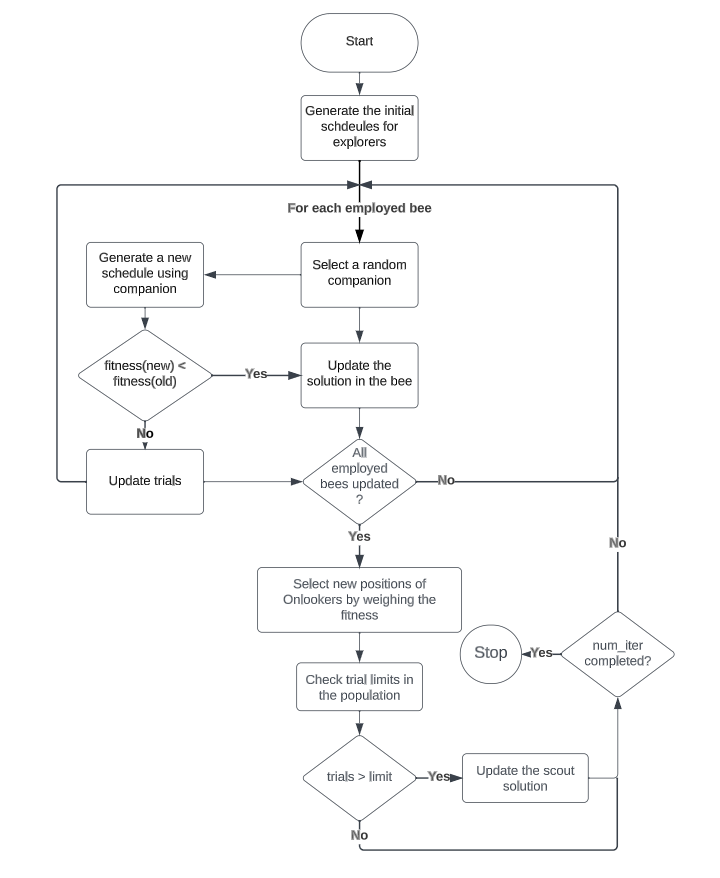 Start
Generate the initial
schdeules for
explorers
For each employed bee
Generate a new
schedule using
companion
Select a random
companion
fitness(new) <
fitness(old)
Yes
Update the
solution in the bee
No
Update trials
All
employed
bees updated
?
No
Yes
No
Select new positions of
Onlookers by weighing the
fitness
Stop
Yes
num_iter
completed?
Check trial limits in
the population
trials > limit
Yes
Update the scout
solution
No